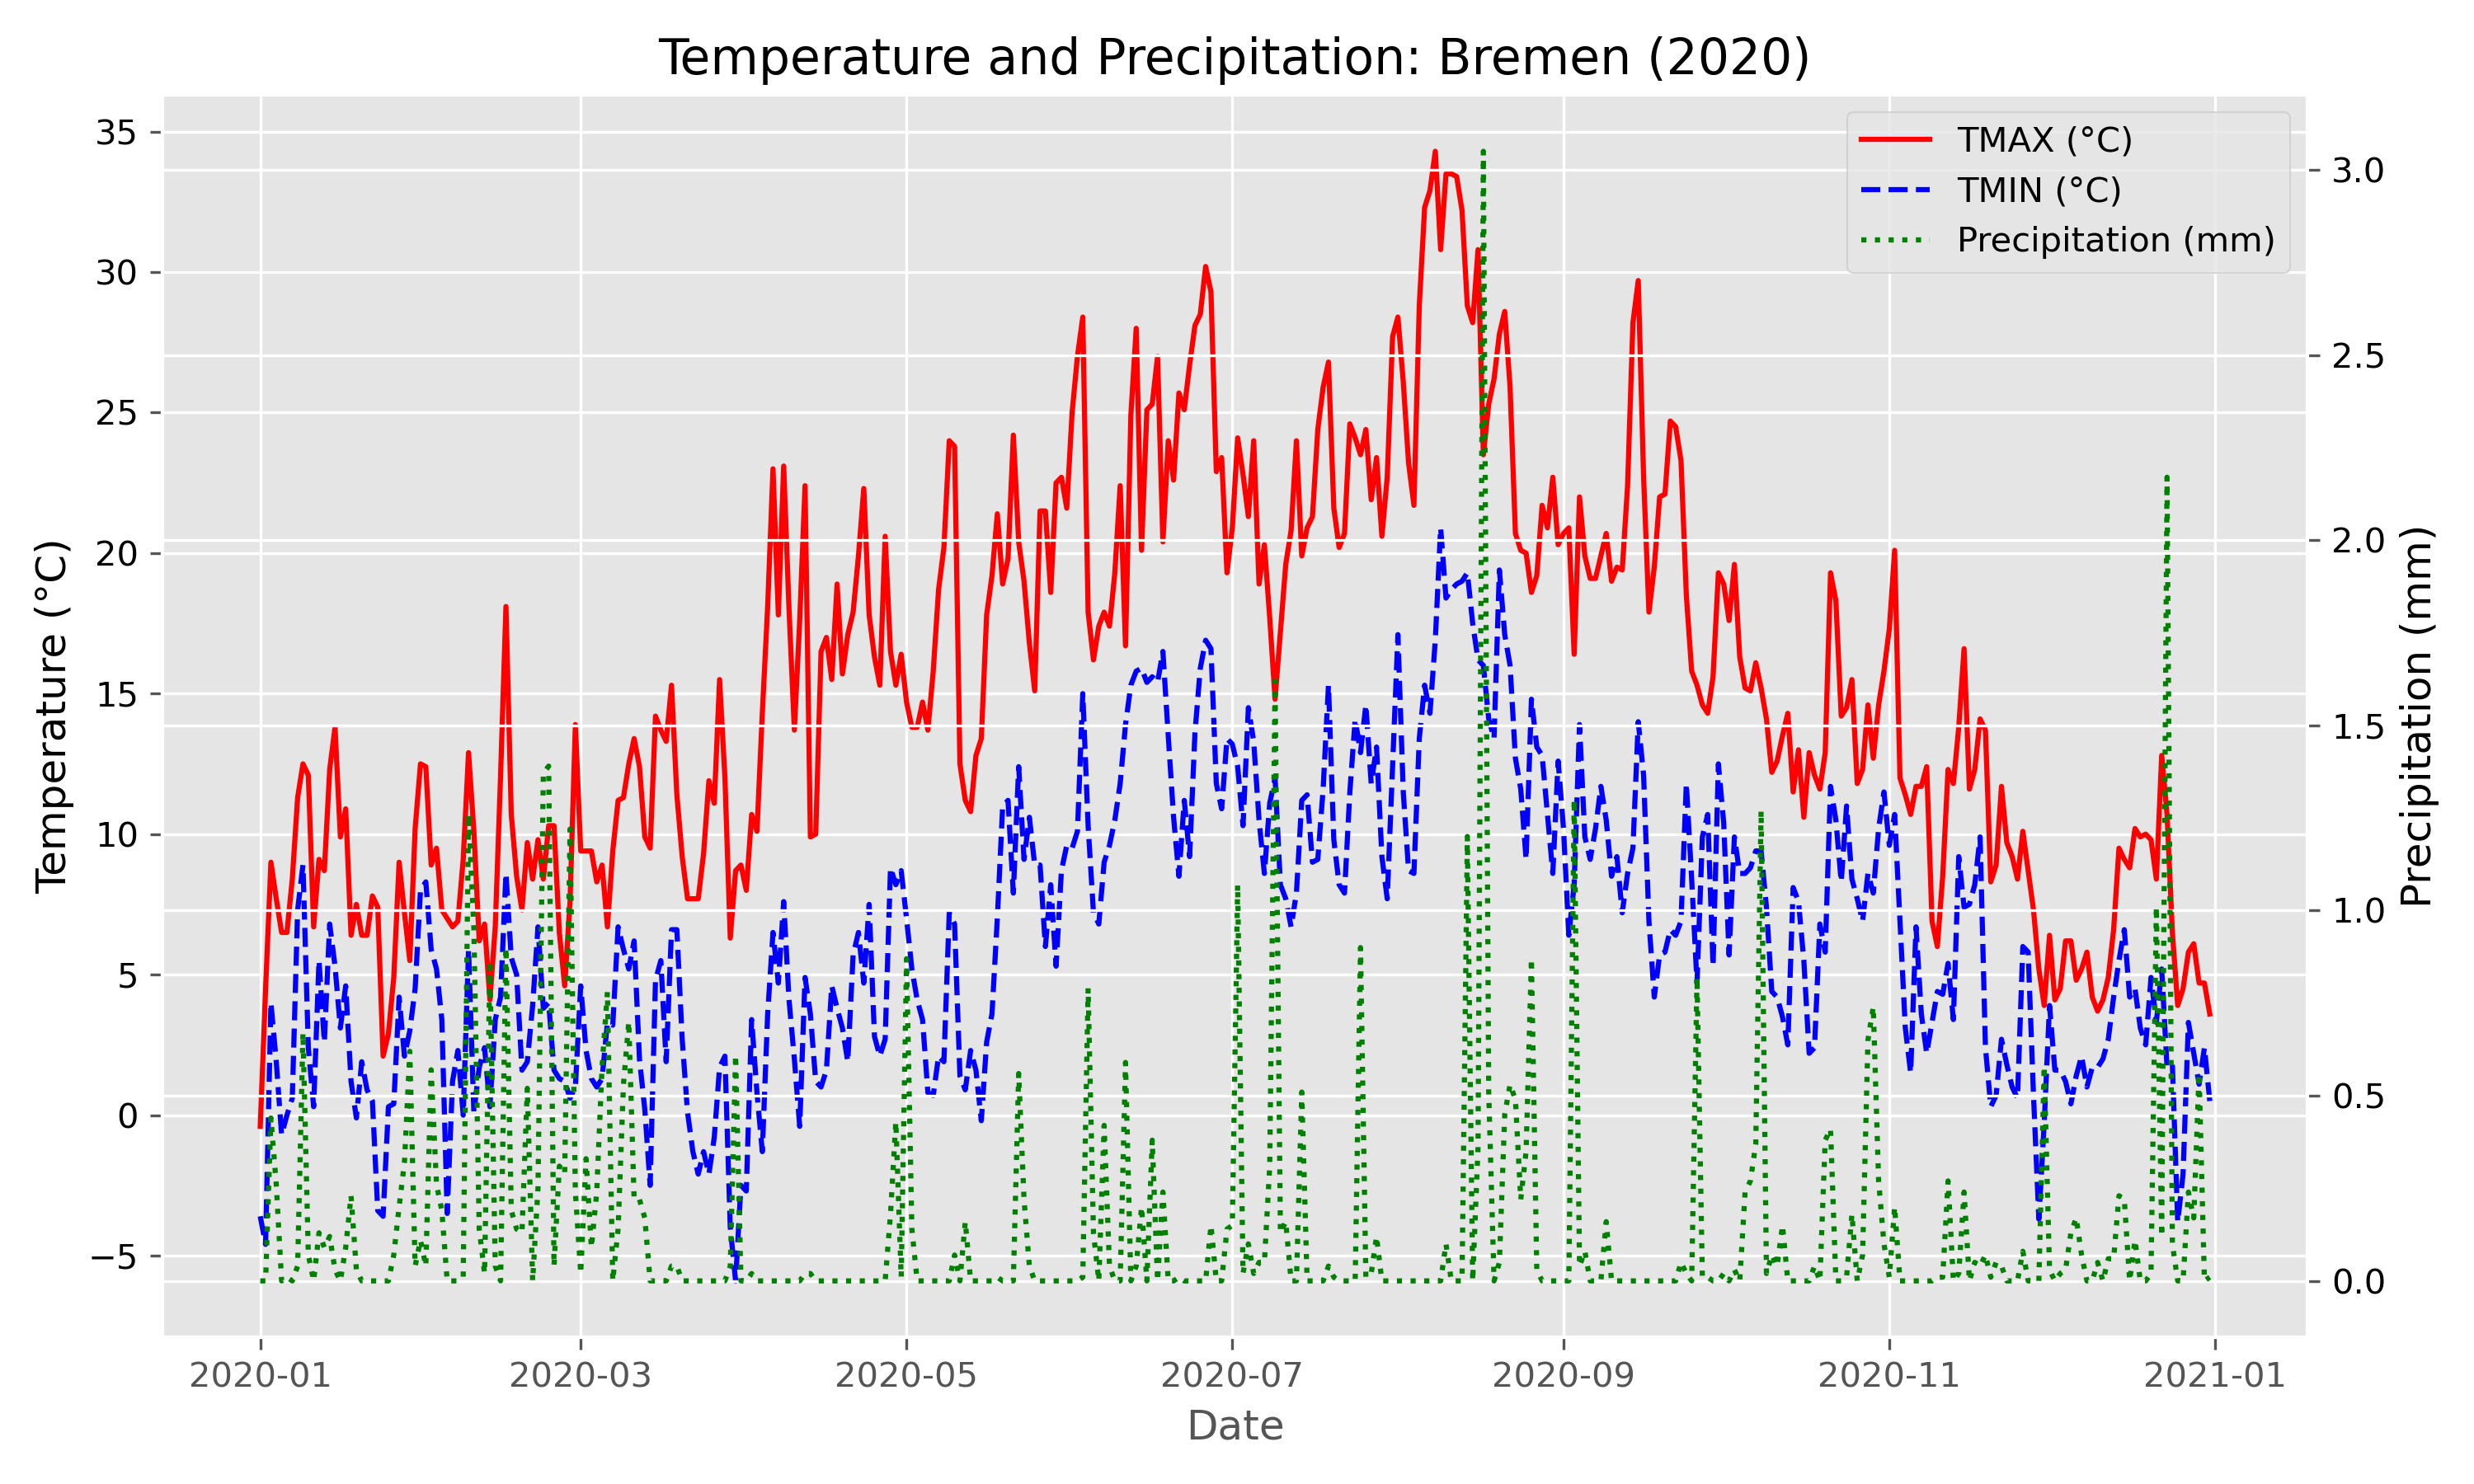 Temperature and Precipitation: Bremen (2020)
TMAX (°C)
TMIN (°C)
Precipitation (mm)
Temperature (°C)
35
30
25
20
15
10
5
0
−5
Precipitation (mm)
3.0
2.5
2.0
1.5
1.0
0.5
0.0
2020-01 2020-03 2020-05 2020-07 2020-09 2020-11 2021-01
Date